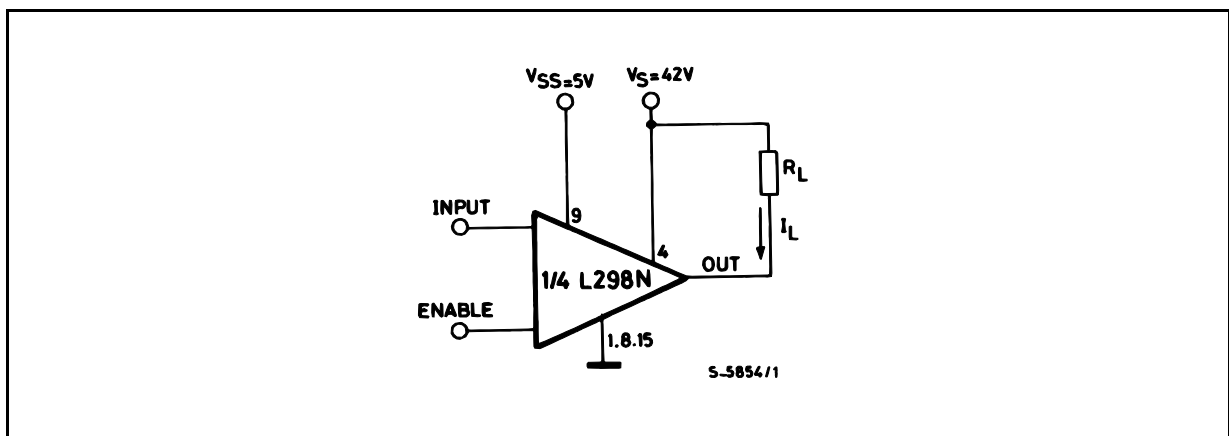 VSS=5V
VS=42V
RL
INPUT
9
IL
4
OUT
1/4 L298N
ENABLE
1.8.15
S-5854/1